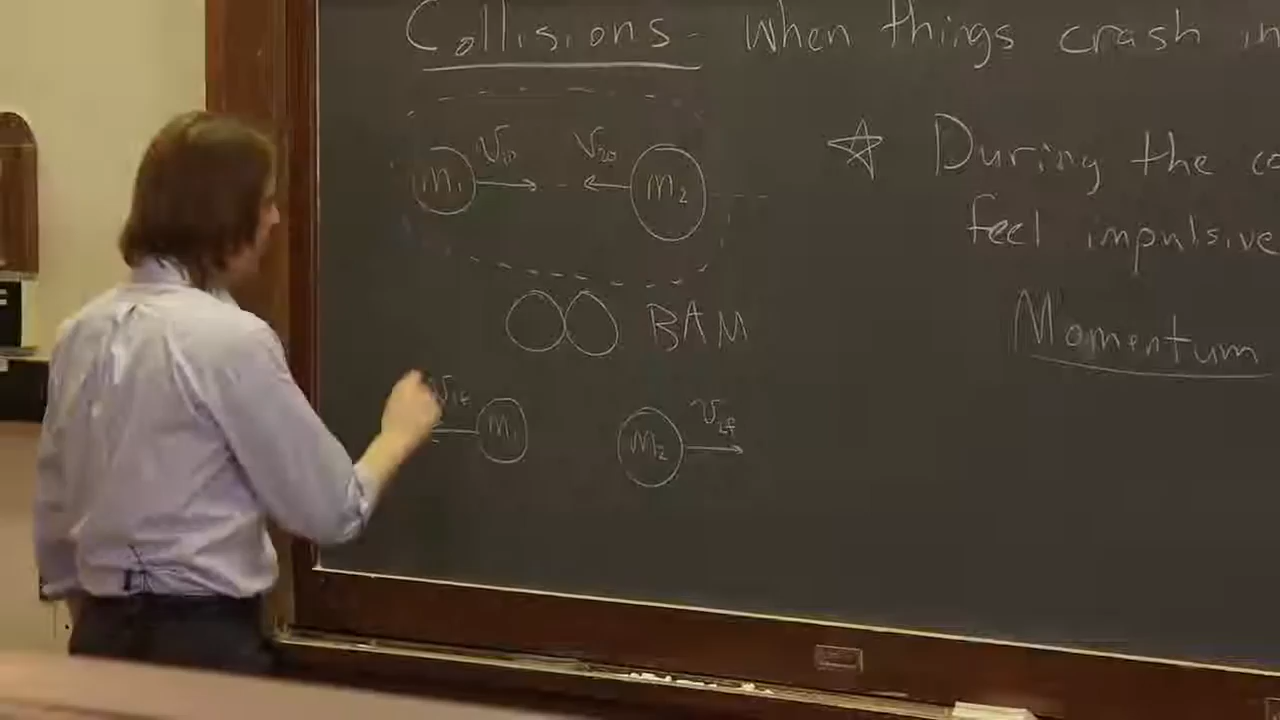 Collisions - When things crash in
m₁ v₁₀ v₂₀ m₂
☆ During the co
feel impulsive
BAM
Momentum
v₁f m₁ m₂ v₂f